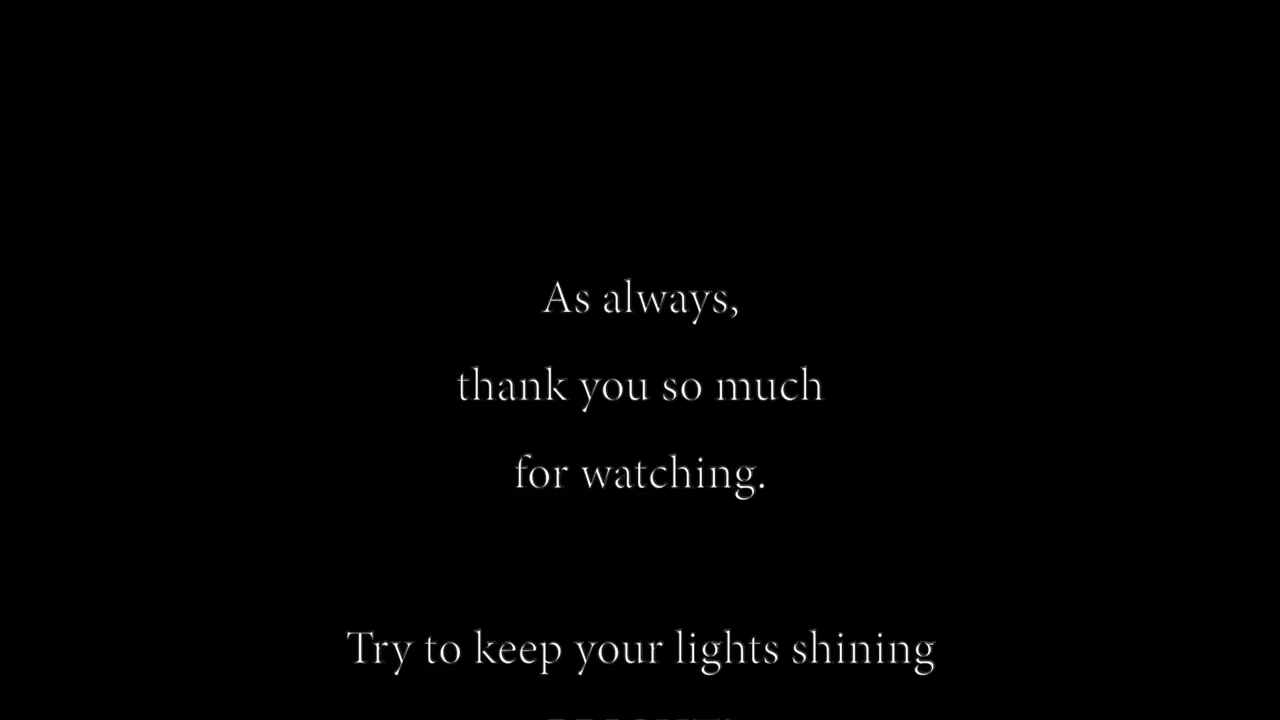 As always,
thank you so much
for watching.
Try to keep your lights shining